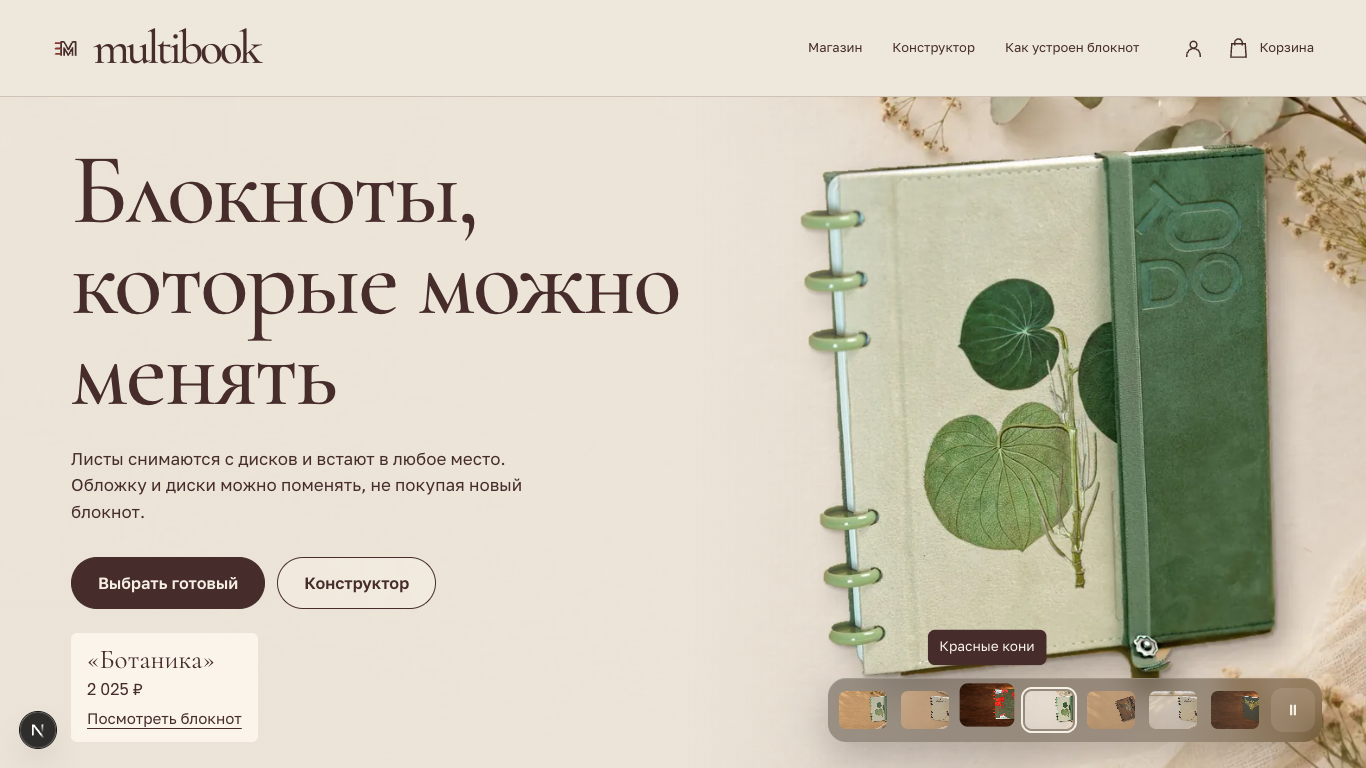 multibook
Магазин
Конструктор
Как устроен блокнот
Корзина
Блокноты,
которые можно
менять
TO
DO
Листы снимаются с дисков и встают в любое место.
Обложку и диски можно поменять, не покупая новый
блокнот.
Выбрать готовый
Конструктор
«Ботаника»
2 025 ₽
Посмотреть блокнот
Красные кони
N